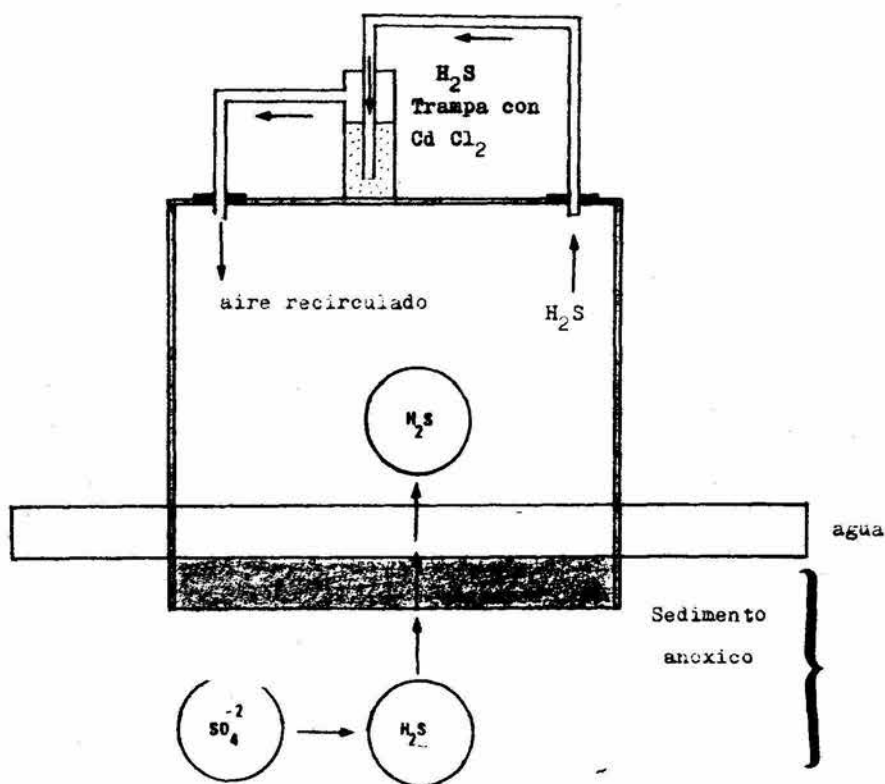 H2S
Trampa con
Cd Cl2
aire recirculado
H2S
H2S
agua
Sedimento
anoxico
SO4-2
H2S